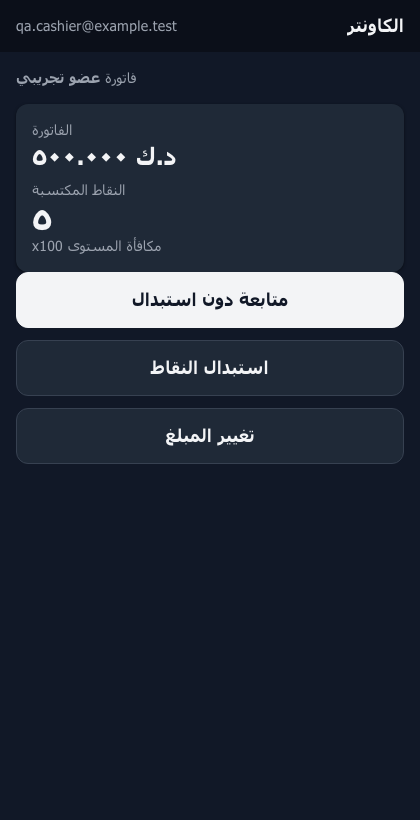 الكاونتر
qa.cashier@example.test
فاتورة عضو تجريبي
الفاتورة
د.ك ٥٠٠.٠٠٠
النقاط المكتسبة
٥
مكافأة المستوى x100
متابعة دون استبدال
استبدال النقاط
تغيير المبلغ